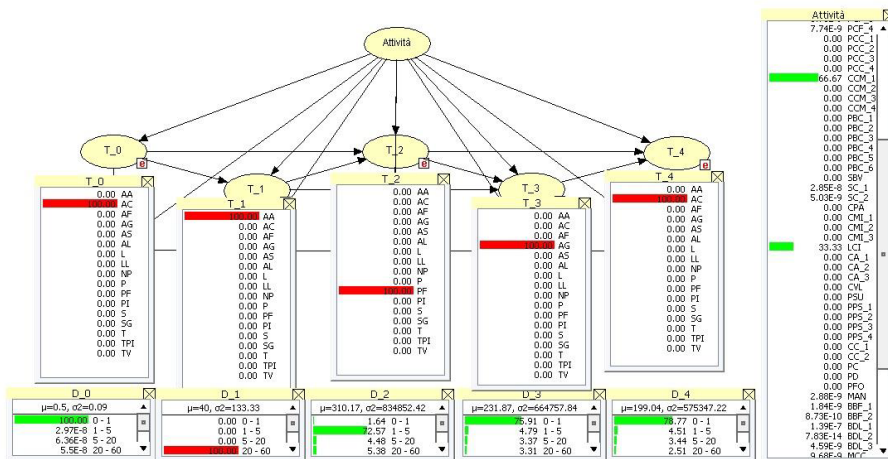 Attività
T_0
T_2
T_4
e
e
e
T_1
T_3
T_0
0.00 AA
100.00 AC
0.00 AF
0.00 AG
0.00 AS
0.00 AL
0.00 L
0.00 LL
0.00 NP
0.00 P
0.00 PF
0.00 PI
0.00 S
0.00 SG
0.00 T
0.00 TPI
0.00 TV
T_1
100.00 AA
0.00 AC
0.00 AF
0.00 AG
0.00 AS
0.00 AL
0.00 L
0.00 LL
0.00 NP
0.00 P
0.00 PF
0.00 PI
0.00 S
0.00 SG
0.00 T
0.00 TPI
0.00 TV
T_2
0.00 AA
0.00 AC
0.00 AF
0.00 AG
0.00 AS
0.00 AL
0.00 L
0.00 LL
0.00 NP
0.00 P
100.00 PF
0.00 PI
0.00 S
0.00 SG
0.00 T
0.00 TPI
0.00 TV
T_3
0.00 AA
0.00 AC
0.00 AF
100.00 AG
0.00 AS
0.00 AL
0.00 L
0.00 LL
0.00 NP
0.00 P
0.00 PF
0.00 PI
0.00 S
0.00 SG
0.00 T
0.00 TPI
0.00 TV
T_4
0.00 AA
100.00 AC
0.00 AF
0.00 AG
0.00 AS
0.00 AL
0.00 L
0.00 LL
0.00 NP
0.00 P
0.00 PF
0.00 PI
0.00 S
0.00 SG
0.00 T
0.00 TPI
0.00 TV
D_0
μ=0.5, σ2=0.09
100.00 0 - 1
2.97E-8 1 - 5
6.36E-8 5 - 20
5.5E-8 20 - 60
D_1
μ=40, σ2=133.33
0.00 0 - 1
0.00 1 - 5
0.00 5 - 20
100.00 20 - 60
D_2
μ=310.17, σ2=834852.42
1.64 0 - 1
72.57 1 - 5
4.48 5 - 20
5.38 20 - 60
D_3
μ=231.87, σ2=664757.84
75.91 0 - 1
4.79 1 - 5
3.37 5 - 20
3.31 20 - 60
D_4
μ=199.04, σ2=575347.22
78.77 0 - 1
4.51 1 - 5
3.44 5 - 20
2.51 20 - 60
Attività
7.74E-9 PCF_4
0.00 PCC_1
0.00 PCC_2
0.00 PCC_3
0.00 PCC_4
66.67 CCM_1
0.00 CCM_2
0.00 CCM_3
0.00 CCM_4
0.00 PBC_1
0.00 PBC_2
0.00 PBC_3
0.00 PBC_4
0.00 PBC_5
0.00 PBC_6
0.00 SBV
2.85E-8 SC_1
5.03E-9 SC_2
0.00 CPA
0.00 CMI_1
0.00 CMI_2
0.00 CMI_3
33.33 LCI
0.00 CA_1
0.00 CA_2
0.00 CA_3
0.00 CVL
0.00 PSU
0.00 PPS_1
0.00 PPS_2
0.00 PPS_3
0.00 PPS_4
0.00 CC_1
0.00 CC_2
0.00 PC
0.00 PD
0.00 PFO
2.88E-9 MAN
1.84E-9 BBF_1
8.73E-10 BBF_2
1.39E-7 BDL_1
7.83E-14 BDL_2
4.59E-9 BDL_3
9.68E-9 MCC